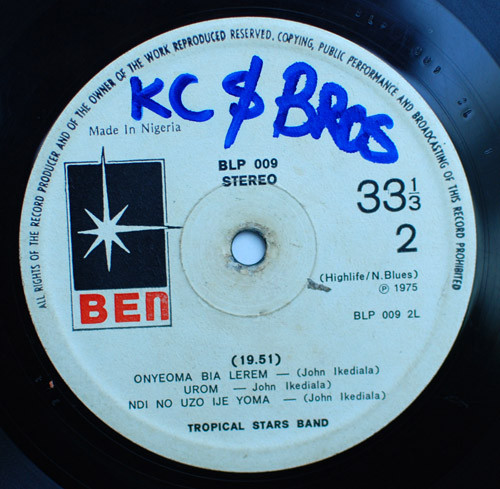 ALL RIGHTS OF THE RECORD PRODUCER AND OF THE OWNER OF THE WORK REPRODUCED RESERVED. COPYING, PUBLIC PERFORMANCE AND BROADCASTING OF THIS RECORD PROHIBITED
KC $ BROS
Made In Nigeria
BLP 009
STEREO
33 1/3
2
BEn
(Highlife/N.Blues)
℗ 1975
BLP 009 2L
(19.51)
ONYEOMA BIA LEREM — (John Ikediala)
UROM — John Ikediala)
NDI NO UZO IJE YOMA — (John Ikediala)
TROPICAL STARS BAND